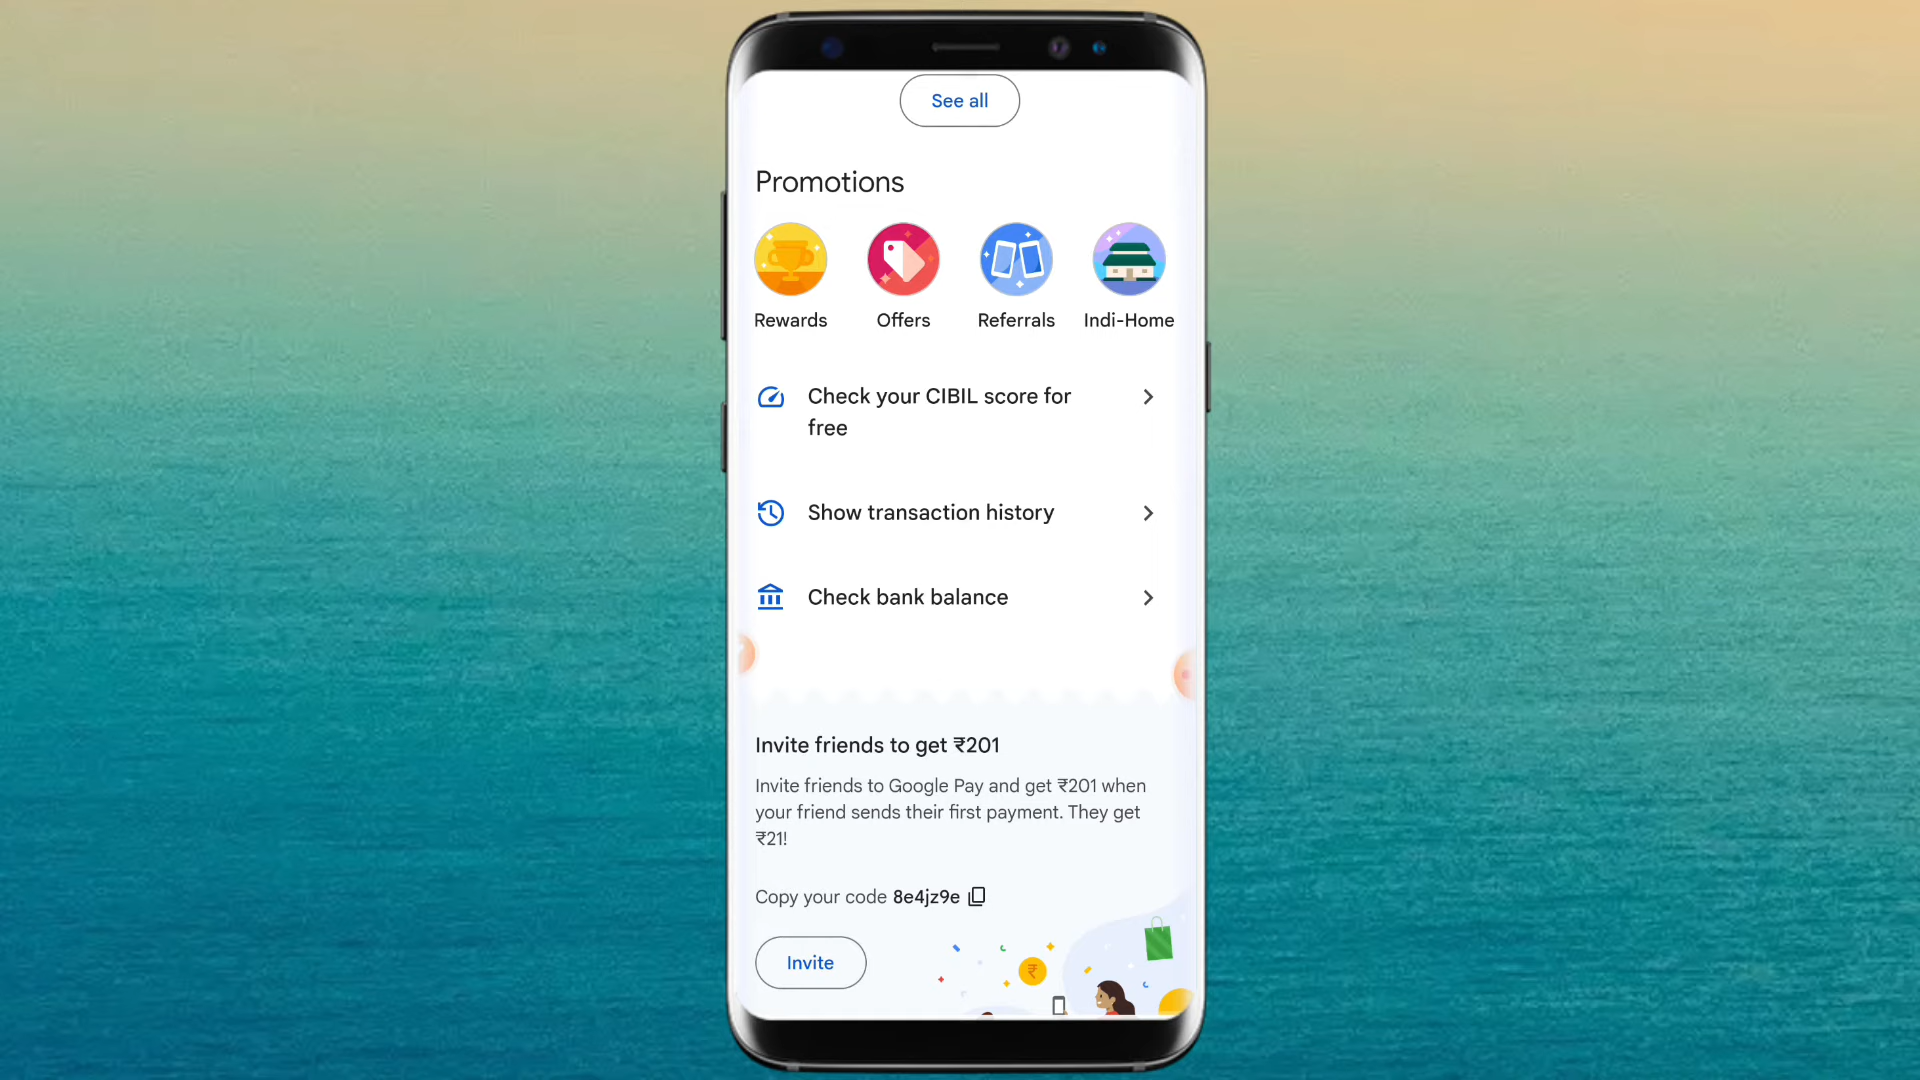 See all
Promotions
Rewards Offers Referrals Indi-Home
Check your CIBIL score for
free
Show transaction history
Check bank balance
Invite friends to get ₹201
Invite friends to Google Pay and get ₹201 when
your friend sends their first payment. They get
₹21!
Copy your code 8e4jz9e
Invite
₹